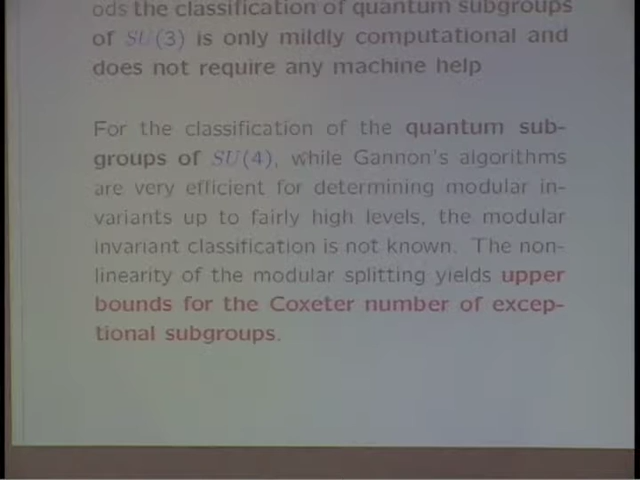 ods the classification of quantum subgroups
of SU(3) is only mildly computational and
does not require any machine help
For the classification of the quantum sub-
groups of SU(4), while Gannon's algorithms
are very efficient for determining modular in-
variants up to fairly high levels, the modular
invariant classification is not known. The non-
linearity of the modular splitting yields upper
bounds for the Coxeter number of excep-
tional subgroups.